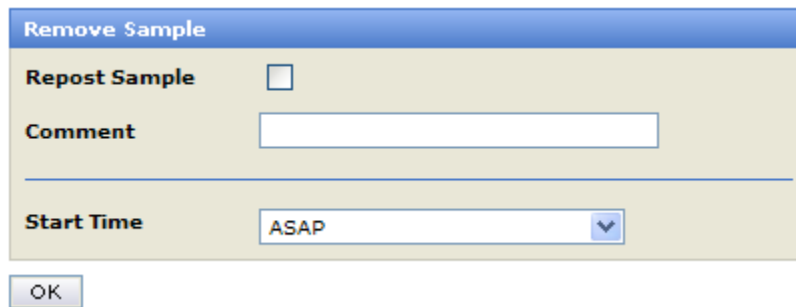 Remove Sample
Repost Sample
Comment
Start Time ASAP
OK